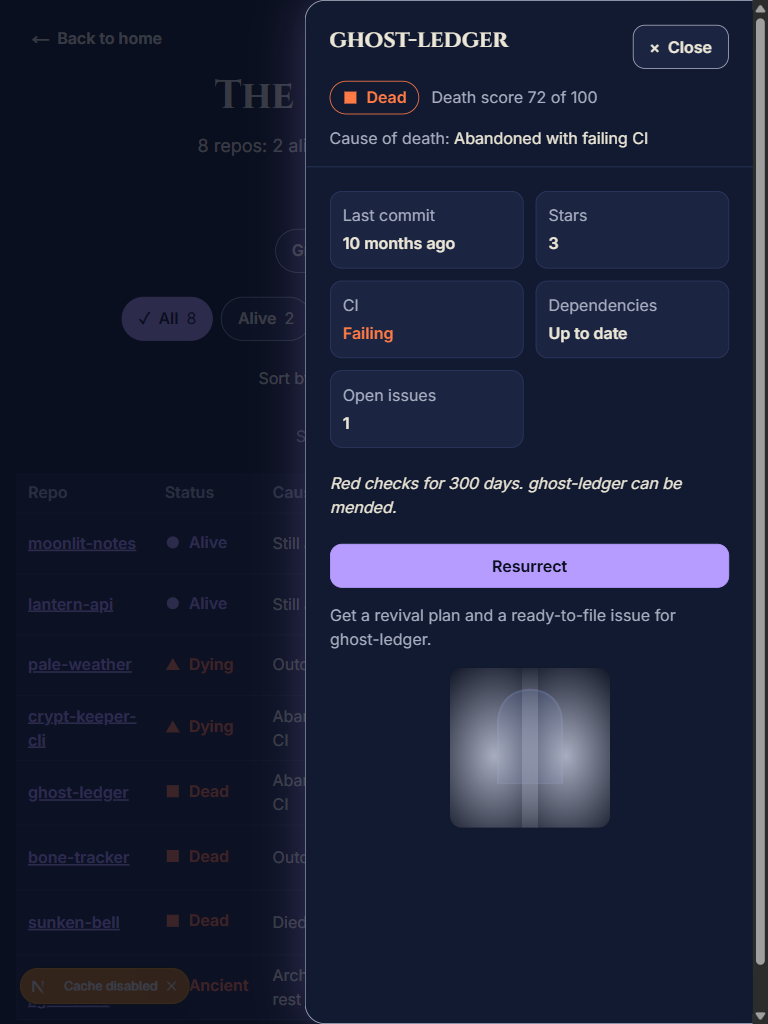 ← Back to home
THE
8 repos: 2 ali
G
✓ All 8
Alive 2
Sort b
S
Repo Status Cau
moonlit-notes Alive Still
lantern-api Alive Still
pale-weather Dying Outd
crypt-keeper-
cli
Dying Aban
CI
ghost-ledger Dead Aban
CI
bone-tracker Dead Outd
sunken-bell Dead Died
Ancient Arch
rest
N Cache disabled ×
GHOST-LEDGER
× Close
Dead Death score 72 of 100
Cause of death: Abandoned with failing CI
Last commit
10 months ago
Stars
3
CI
Failing
Dependencies
Up to date
Open issues
1
Red checks for 300 days. ghost-ledger can be
mended.
Resurrect
Get a revival plan and a ready-to-file issue for
ghost-ledger.